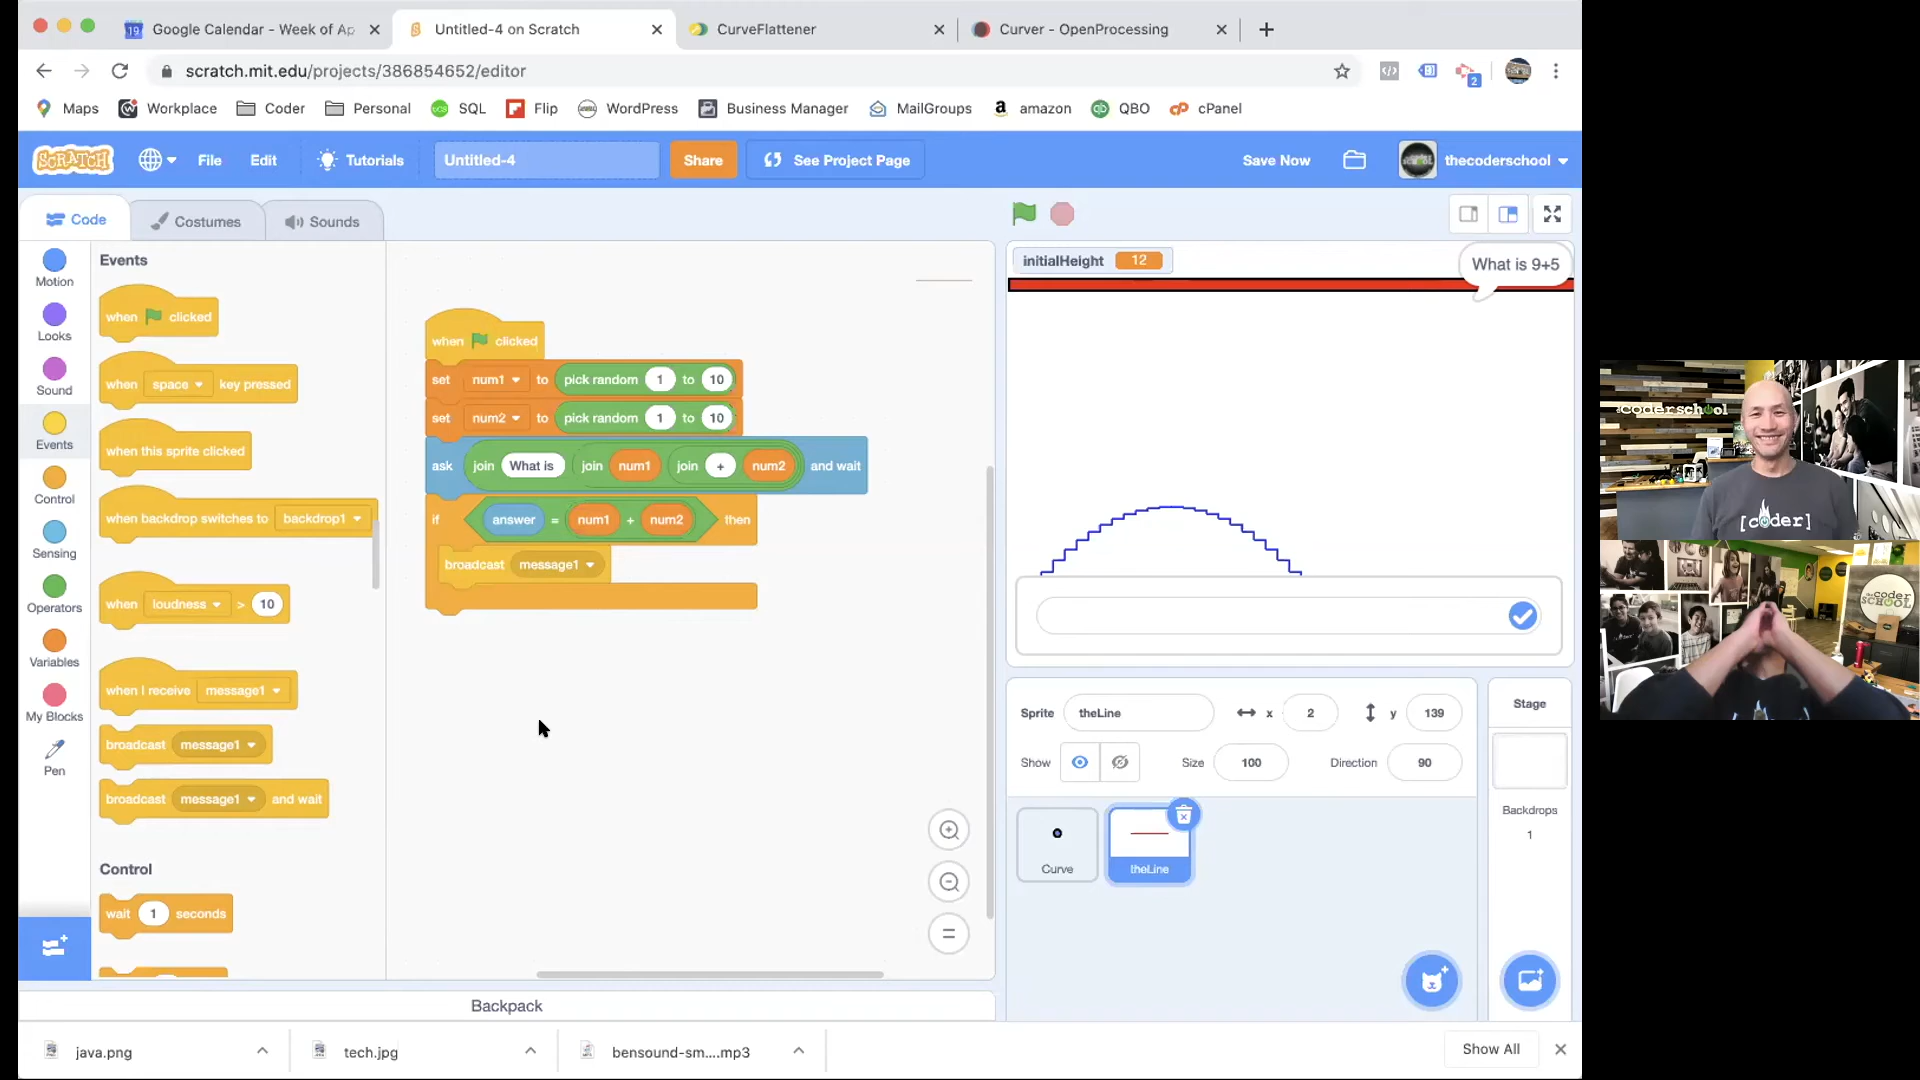 Google Calendar - Week of Ap
Untitled-4 on Scratch
CurveFlattener
Curver - OpenProcessing
scratch.mit.edu/projects/386854652/editor
2
Maps
Workplace
Coder
Personal
SQL
Flip
WordPress
Business Manager
MailGroups
amazon
QBO
cPanel
SCRATCH
File
Edit
Tutorials
Untitled-4
Share
See Project Page
Save Now
thecoderschool
Code
Costumes
Sounds
Motion
Looks
Sound
Events
Control
Sensing
Operators
Variables
My Blocks
Pen
Events
when clicked
when space key pressed
when this sprite clicked
when backdrop switches to backdrop1
when loudness > 10
when I receive message1
broadcast message1
broadcast message1 and wait
Control
wait 1 seconds
when clicked
set num1 to pick random 1 to 10
set num2 to pick random 1 to 10
ask join What is join num1 join + num2 and wait
if answer = num1 + num2 then
broadcast message1
initialHeight 12
What is 9+5
Sprite theLine x 2 y 139
Show Size 100 Direction 90
Curve
theLine
Stage
Backdrops
1
Backpack
java.png
tech.jpg
bensound-sm....mp3
Show All
coderschool
[coder]
the
coder
SCHOOL